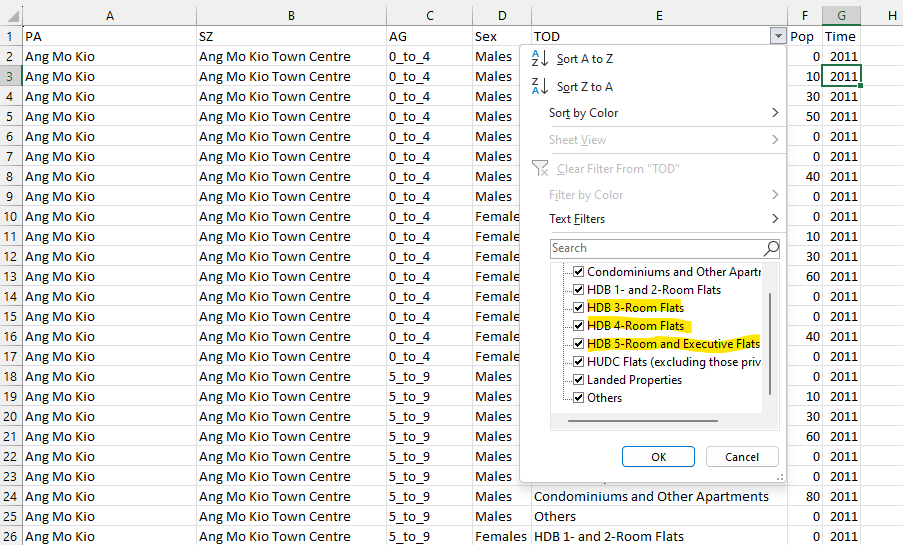 A B C D E F G H
1 PA SZ AG Sex TOD Pop Time
2 Ang Mo Kio Ang Mo Kio Town Centre 0_to_4 Males 0 2011
3 Ang Mo Kio Ang Mo Kio Town Centre 0_to_4 Males 10 2011
4 Ang Mo Kio Ang Mo Kio Town Centre 0_to_4 Males 30 2011
5 Ang Mo Kio Ang Mo Kio Town Centre 0_to_4 Males 50 2011
6 Ang Mo Kio Ang Mo Kio Town Centre 0_to_4 Males 0 2011
7 Ang Mo Kio Ang Mo Kio Town Centre 0_to_4 Males 0 2011
8 Ang Mo Kio Ang Mo Kio Town Centre 0_to_4 Males 40 2011
9 Ang Mo Kio Ang Mo Kio Town Centre 0_to_4 Males 0 2011
10 Ang Mo Kio Ang Mo Kio Town Centre 0_to_4 Female 0 2011
11 Ang Mo Kio Ang Mo Kio Town Centre 0_to_4 Female 10 2011
12 Ang Mo Kio Ang Mo Kio Town Centre 0_to_4 Female 30 2011
13 Ang Mo Kio Ang Mo Kio Town Centre 0_to_4 Female 60 2011
14 Ang Mo Kio Ang Mo Kio Town Centre 0_to_4 Female 0 2011
15 Ang Mo Kio Ang Mo Kio Town Centre 0_to_4 Female 0 2011
16 Ang Mo Kio Ang Mo Kio Town Centre 0_to_4 Female 40 2011
17 Ang Mo Kio Ang Mo Kio Town Centre 0_to_4 Female 0 2011
18 Ang Mo Kio Ang Mo Kio Town Centre 5_to_9 Males 0 2011
19 Ang Mo Kio Ang Mo Kio Town Centre 5_to_9 Males 10 2011
20 Ang Mo Kio Ang Mo Kio Town Centre 5_to_9 Males 30 2011
21 Ang Mo Kio Ang Mo Kio Town Centre 5_to_9 Males 60 2011
22 Ang Mo Kio Ang Mo Kio Town Centre 5_to_9 Males 0 2011
23 Ang Mo Kio Ang Mo Kio Town Centre 5_to_9 Males 0 2011
24 Ang Mo Kio Ang Mo Kio Town Centre 5_to_9 Males Condominiums and Other Apartments 80 2011
25 Ang Mo Kio Ang Mo Kio Town Centre 5_to_9 Males Others 0 2011
26 Ang Mo Kio Ang Mo Kio Town Centre 5_to_9 Females HDB 1- and 2-Room Flats 0 2011
Sort A to Z
Sort Z to A
Sort by Color
Sheet View
Clear Filter From "TOD"
Filter by Color
Text Filters
Search
Condominiums and Other Apartr
HDB 1- and 2-Room Flats
HDB 3-Room Flats
HDB 4-Room Flats
HDB 5-Room and Executive Flats
HUDC Flats (excluding those priv
Landed Properties
Others
OK Cancel